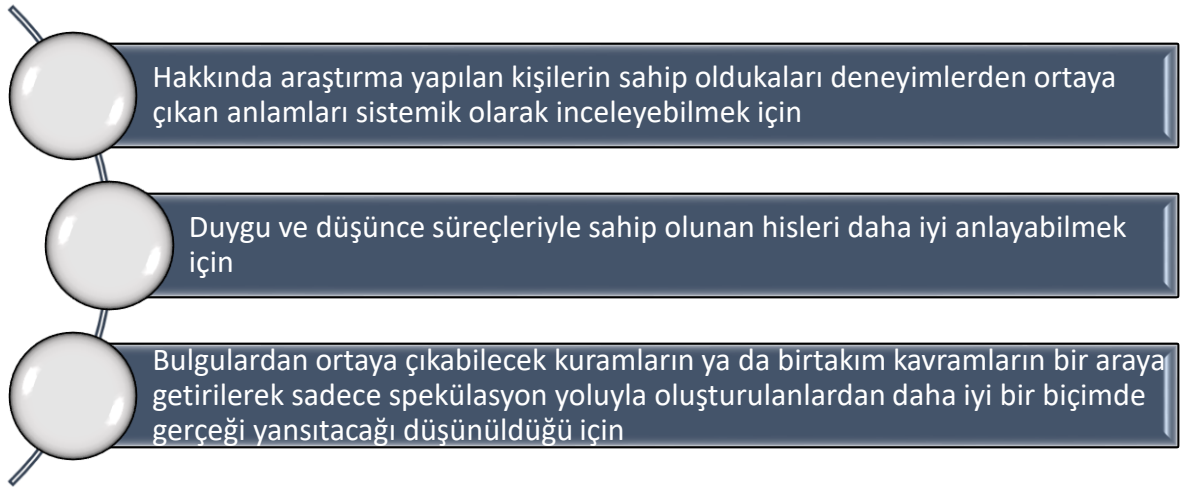 Hakkında araştırma yapılan kişilerin sahip oldukaları deneyimlerden ortaya
çıkan anlamları sistemik olarak inceleyebilmek için
Duygu ve düşünce süreçleriyle sahip olunan hisleri daha iyi anlayabilmek
için
Bulgulardan ortaya çıkabilecek kuramların ya da birtakım kavramların bir araya
getirilerek sadece spekülasyon yoluyla oluşturulanlardan daha iyi bir biçimde
gerçeği yansıtacağı düşünüldüğü için